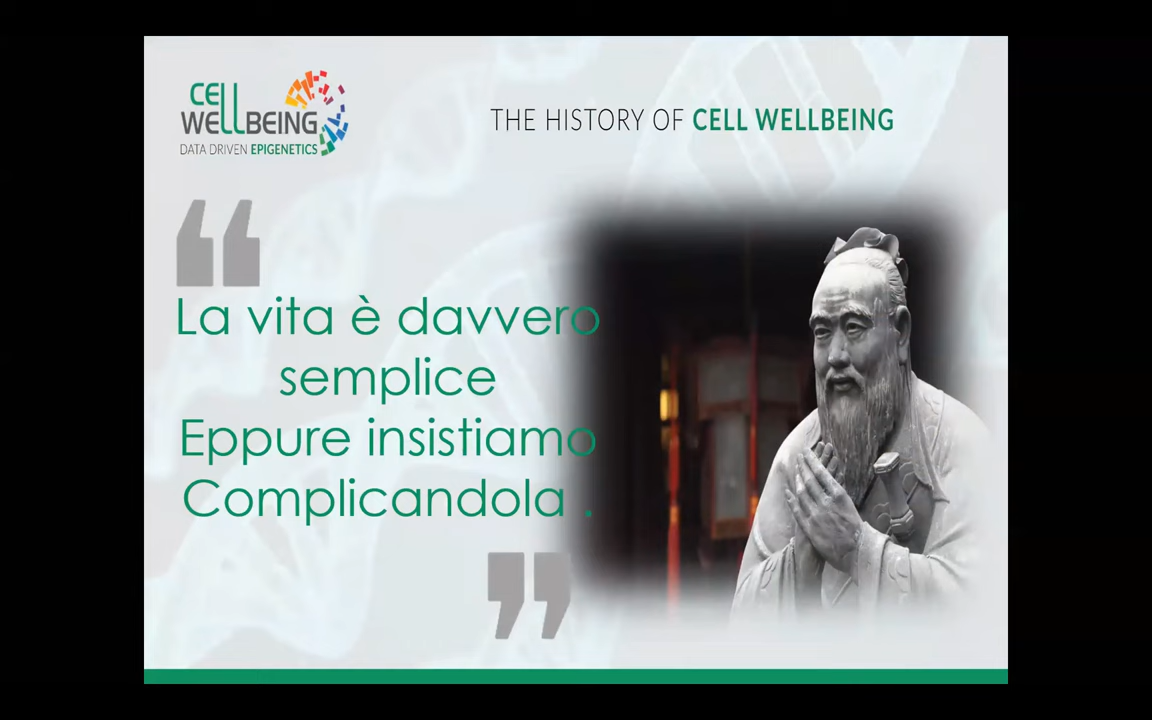 CELL
WELLBEING
DATA DRIVEN EPIGENETICS
THE HISTORY OF CELL WELLBEING
“
La vita è davvero
semplice
Eppure insistiamo
Complicandola .
”